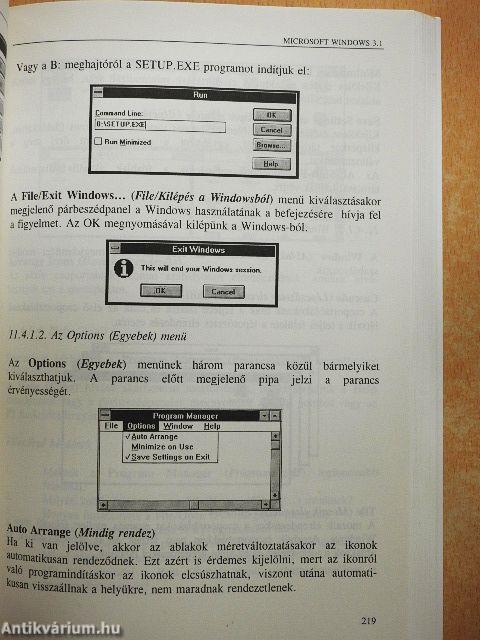 MICROSOFT WINDOWS 3.1
Vagy a B: meghajtóról a SETUP.EXE programot indítjuk el:
Run
Command Line:
OK
B:\SETUP.EXE
Cancel
Run Minimized
Browse...
Help
A File/Exit Windows... (File/Kilépés a Windowsból) menü kiválasztásakor
megjelenő párbeszédpanel a Windows használatának a befejezésére hívja fel
a figyelmet. Az OK megnyomásával kilépünk a Windows-ból.
Exit Windows
This will end your Windows session.
OK Cancel
11.4.1.2. Az Options (Egyebek) menü
Az Options (Egyebek) menünek három parancsa közül bármelyiket
kiválaszthatjuk. A parancs előtt megjelenő pipa jelzi a parancs
érvényességét.
Program Manager
File Options Window Help
✓Auto Arrange
Minimize on Use
✓Save Settings on Exit
Auto Arrange (Mindig rendez)
Ha ki van jelölve, akkor az ablakok méretváltoztatásakor az ikonok
automatikusan rendeződnek. Ezt azért is érdemes kijelölni, mert az ikonról
való programindításkor az ikonok elcsúszhatnak, viszont utána automati-
kusan visszaállnak a helyükre, nem maradnak rendezetlenek.
219
Antikvárium.hu